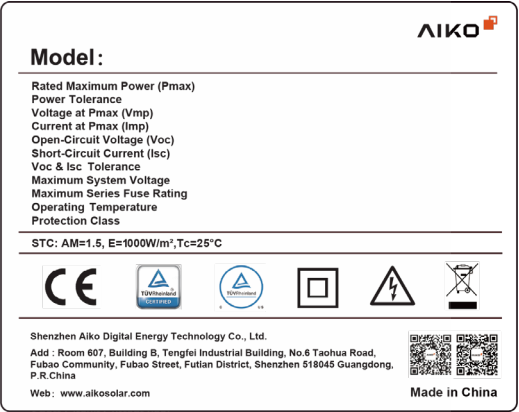 AIKO
Model:
Rated Maximum Power (Pmax)
Power Tolerance
Voltage at Pmax (Vmp)
Current at Pmax (Imp)
Open-Circuit Voltage (Voc)
Short-Circuit Current (Isc)
Voc & Isc Tolerance
Maximum System Voltage
Maximum Series Fuse Rating
Operating Temperature
Protection Class
STC: AM=1.5, E=1000W/m²,Tc=25°C
CE
TÜVRheinland
CERTIFIED
TÜVRheinland
Shenzhen Aiko Digital Energy Technology Co., Ltd.
Add : Room 607, Building B, Tengfei Industrial Building, No.6 Taohua Road,
Fubao Community, Fubao Street, Futian District, Shenzhen 518045 Guangdong,
P.R.China
Web: www.aikosolar.com
Made in China